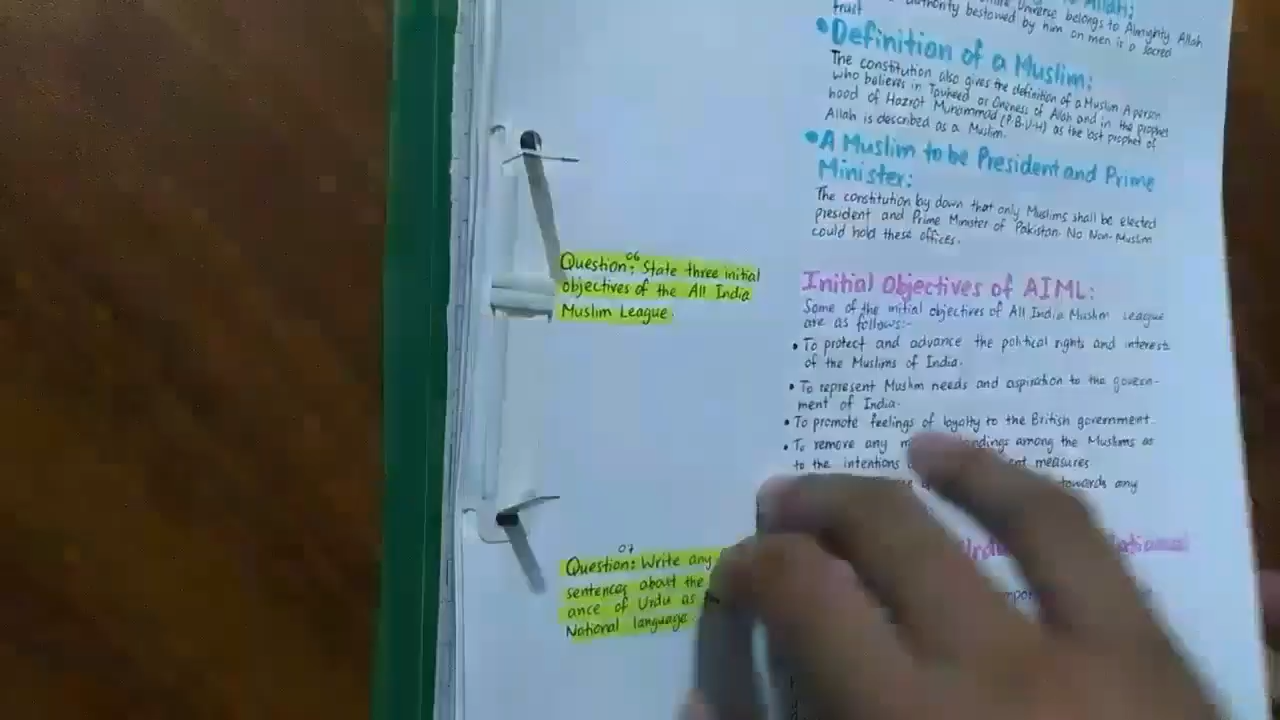 Allah:
Universe belongs to Almighty Allah
authority bestowed by him on men is a sacred
trust
•Definition of a Muslim:
The constitution also gives the definition of a Muslim A person
who believes in Touheed or Oneness of Allah and in the prophet
hood of Hazrat Muhammad (P.B.U.H) as the last prophet of
Allah is described as a Muslim.
•A Muslim to be President and Prime
Minister:
The constitution lay down that only Muslims shall be elected
president and Prime Minister of Pakistan. No Non-Muslim
could hold these offices.
Question 06: State three initial
objectives of the All India
Muslim League.
Initial Objectives of AIML:
Some of the initial objectives of All India Muslim League
are as follows:-
• To protect and advance the political rights and interest
of the Muslims of India.
• To represent Muslim needs and aspiration to the govern-
ment of India.
• To promote feelings of loyalty to the British government.
• To remove any among the Muslims as
to the intentions measures
towards any
Question 07: Write any
sentences about the
ance of Urdu as
National language.